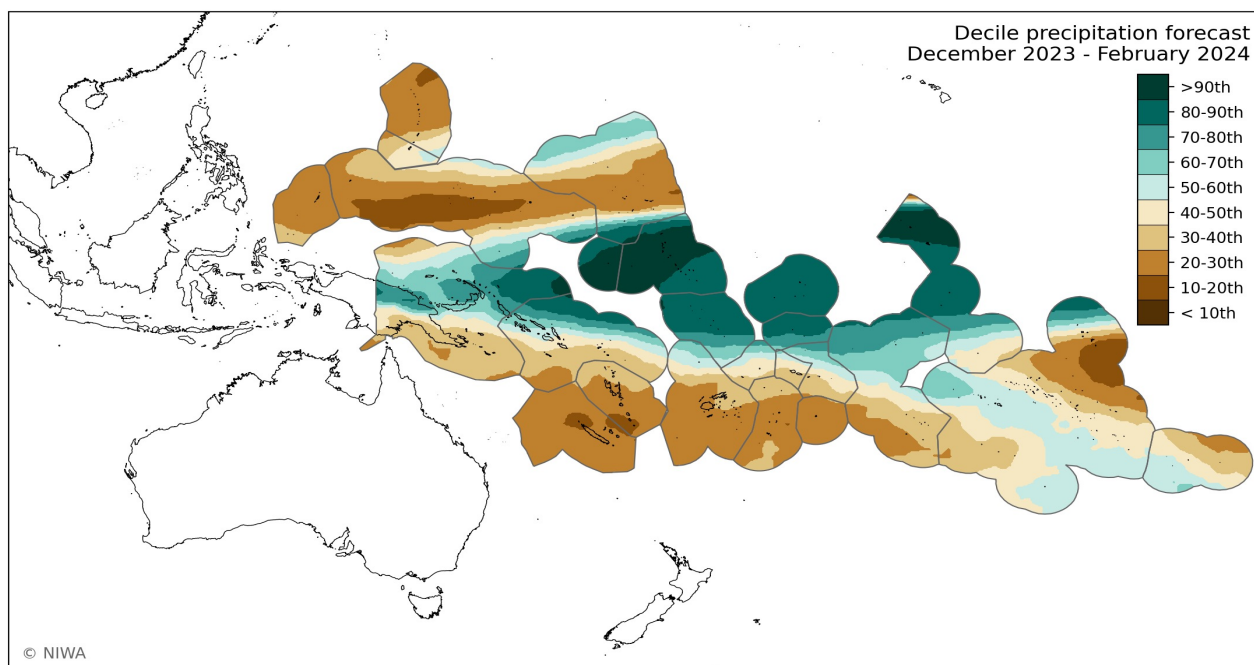 Decile precipitation forecast
December 2023 - February 2024
>90th
80-90th
70-80th
60-70th
50-60th
40-50th
30-40th
20-30th
10-20th
< 10th
© NIWA